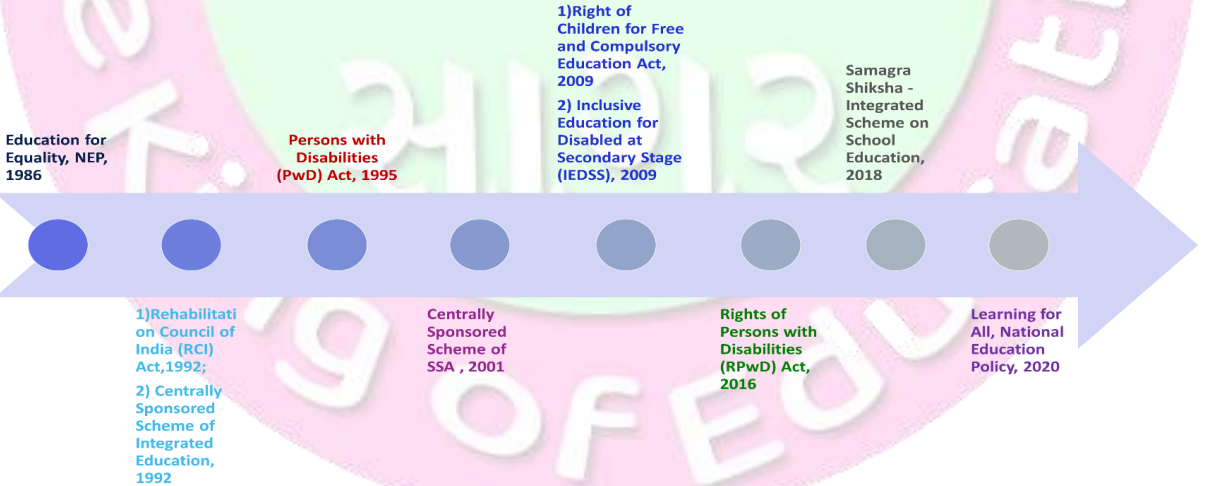 Education for
Equality, NEP,
1986
1)Rehabilitati
on Council of
India (RCI)
Act,1992;
2) Centrally
Sponsored
Scheme of
Integrated
Education,
1992
Persons with
Disabilities
(PwD) Act, 1995
Centrally
Sponsored
Scheme of
SSA , 2001
1)Right of
Children for Free
and Compulsory
Education Act,
2009
2) Inclusive
Education for
Disabled at
Secondary Stage
(IEDSS), 2009
Rights of
Persons with
Disabilities
(RPwD) Act,
2016
Samagra
Shiksha -
Integrated
Scheme on
School
Education,
2018
Learning for
All, National
Education
Policy, 2020
ing of Educati